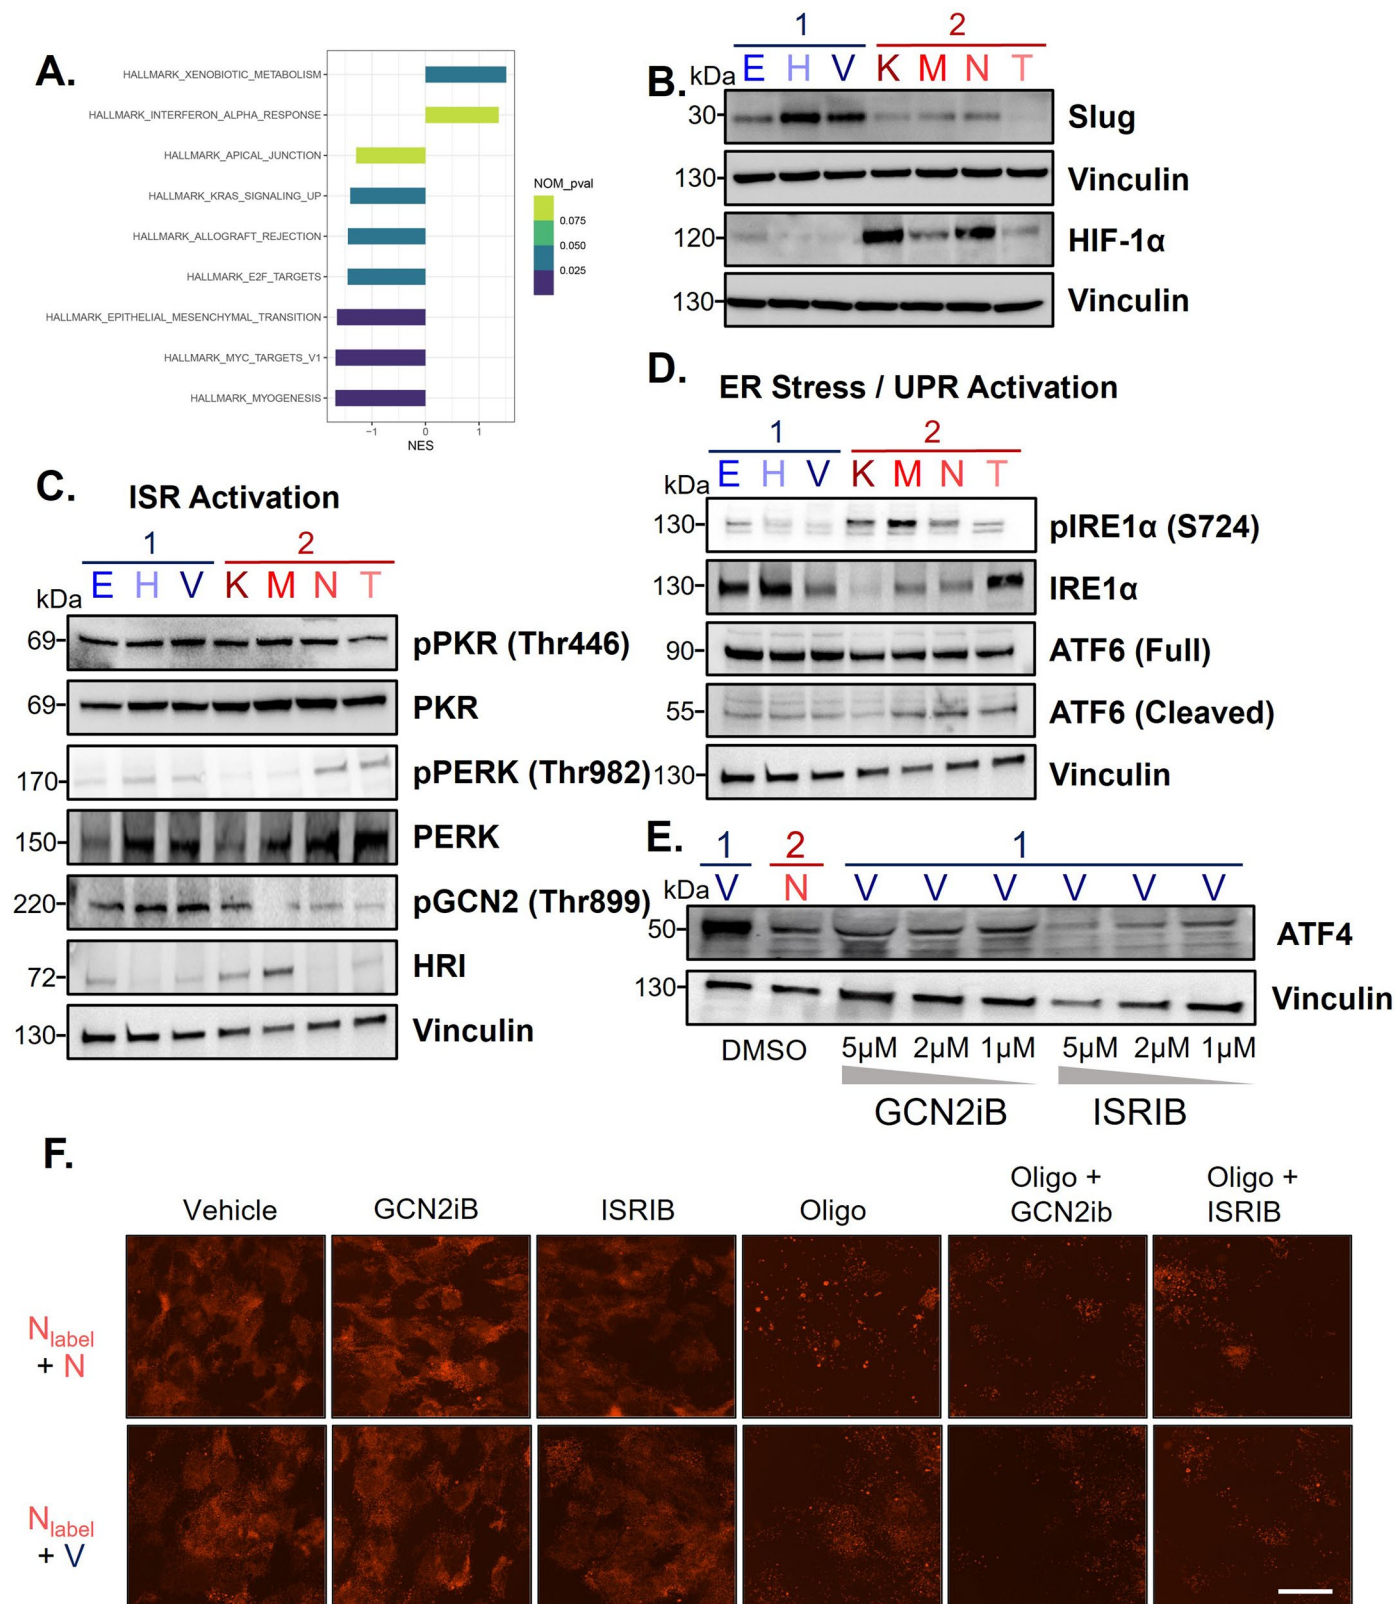 A.
HALLMARK_XENOBIOTIC_METABOLISM
HALLMARK_INTERFERON_ALPHA_RESPONSE
HALLMARK_APICAL_JUNCTION
HALLMARK_KRAS_SIGNALING_UP
HALLMARK_ALLOGRAFT_REJECTION
HALLMARK_E2F_TARGETS
HALLMARK_EPITHELIAL_MESENCHYMAL_TRANSITION
HALLMARK_MYC_TARGETS_V1
HALLMARK_MYOGENESIS
−1 0 1
NES
NOM_pval
0.075
0.050
0.025
B.
1 2
kDa E H V K M N T
30 Slug
130 Vinculin
120 HIF-1α
130 Vinculin
C.
ISR Activation
1 2
kDa E H V K M N T
69 pPKR (Thr446)
69 PKR
170 pPERK (Thr982)
150 PERK
220 pGCN2 (Thr899)
72 HRI
130 Vinculin
D.
ER Stress / UPR Activation
1 2
kDa E H V K M N T
130 pIRE1α (S724)
130 IRE1α
90 ATF6 (Full)
55 ATF6 (Cleaved)
130 Vinculin
E.
1 2 1
kDa V N V V V V V V
50 ATF4
130 Vinculin
DMSO 5µM 2µM 1µM 5µM 2µM 1µM
GCN2iB ISRIB
F.
Vehicle GCN2iB ISRIB Oligo Oligo + GCN2ib Oligo + ISRIB
Nlabel
+ N
Nlabel
+ V